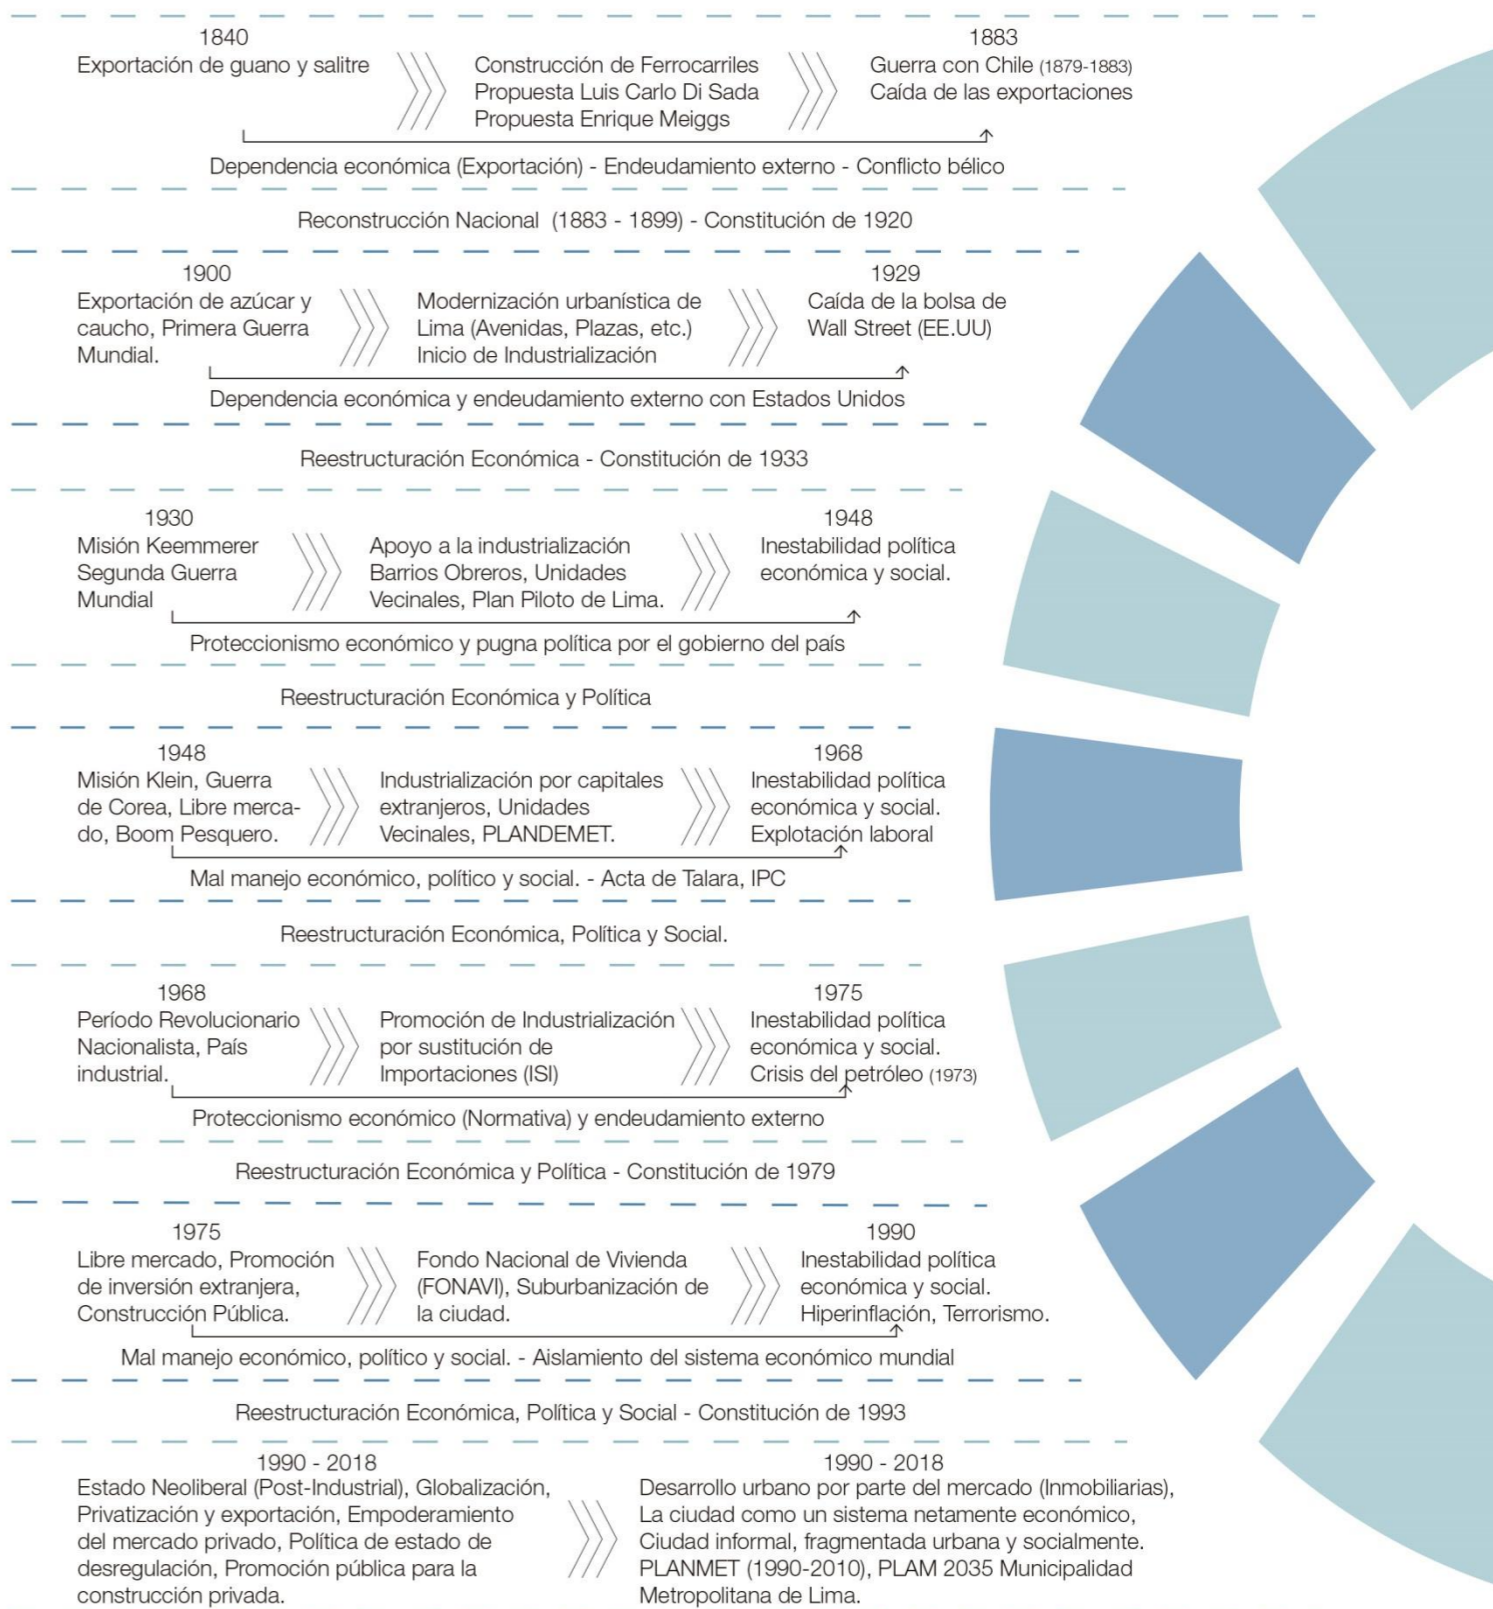 1840
Exportación de guano y salitre
Construcción de Ferrocarriles
Propuesta Luis Carlo Di Sada
Propuesta Enrique Meiggs
1883
Guerra con Chile (1879-1883)
Caída de las exportaciones
Dependencia económica (Exportación) - Endeudamiento externo - Conflicto bélico
Reconstrucción Nacional (1883 - 1899) - Constitución de 1920
1900
Exportación de azúcar y
caucho, Primera Guerra
Mundial.
Modernización urbanística de
Lima (Avenidas, Plazas, etc.)
Inicio de Industrialización
1929
Caída de la bolsa de
Wall Street (EE.UU)
Dependencia económica y endeudamiento externo con Estados Unidos
Reestructuración Económica - Constitución de 1933
1930
Misión Keemmerer
Segunda Guerra
Mundial
Apoyo a la industrialización
Barrios Obreros, Unidades
Vecinales, Plan Piloto de Lima.
1948
Inestabilidad política
económica y social.
Proteccionismo económico y pugna política por el gobierno del país
Reestructuración Económica y Política
1948
Misión Klein, Guerra
de Corea, Libre merca-
do, Boom Pesquero.
Industrialización por capitales
extranjeros, Unidades
Vecinales, PLANDEMET.
1968
Inestabilidad política
económica y social.
Explotación laboral
Mal manejo económico, político y social. - Acta de Talara, IPC
Reestructuración Económica, Política y Social.
1968
Período Revolucionario
Nacionalista, País
industrial.
Promoción de Industrialización
por sustitución de
Importaciones (ISI)
1975
Inestabilidad política
económica y social.
Crisis del petróleo (1973)
Proteccionismo económico (Normativa) y endeudamiento externo
Reestructuración Económica y Política - Constitución de 1979
1975
Libre mercado, Promoción
de inversión extranjera,
Construcción Pública.
Fondo Nacional de Vivienda
(FONAVI), Suburbanización de
la ciudad.
1990
Inestabilidad política
económica y social.
Hiperinflación, Terrorismo.
Mal manejo económico, político y social. - Aislamiento del sistema económico mundial
Reestructuración Económica, Política y Social - Constitución de 1993
1990 - 2018
Estado Neoliberal (Post-Industrial), Globalización,
Privatización y exportación, Empoderamiento
del mercado privado, Política de estado de
desregulación, Promoción pública para la
construcción privada.
1990 - 2018
Desarrollo urbano por parte del mercado (Inmobiliarias),
La ciudad como un sistema netamente económico,
Ciudad informal, fragmentada urbana y socialmente.
PLANMET (1990-2010), PLAM 2035 Municipalidad
Metropolitana de Lima.